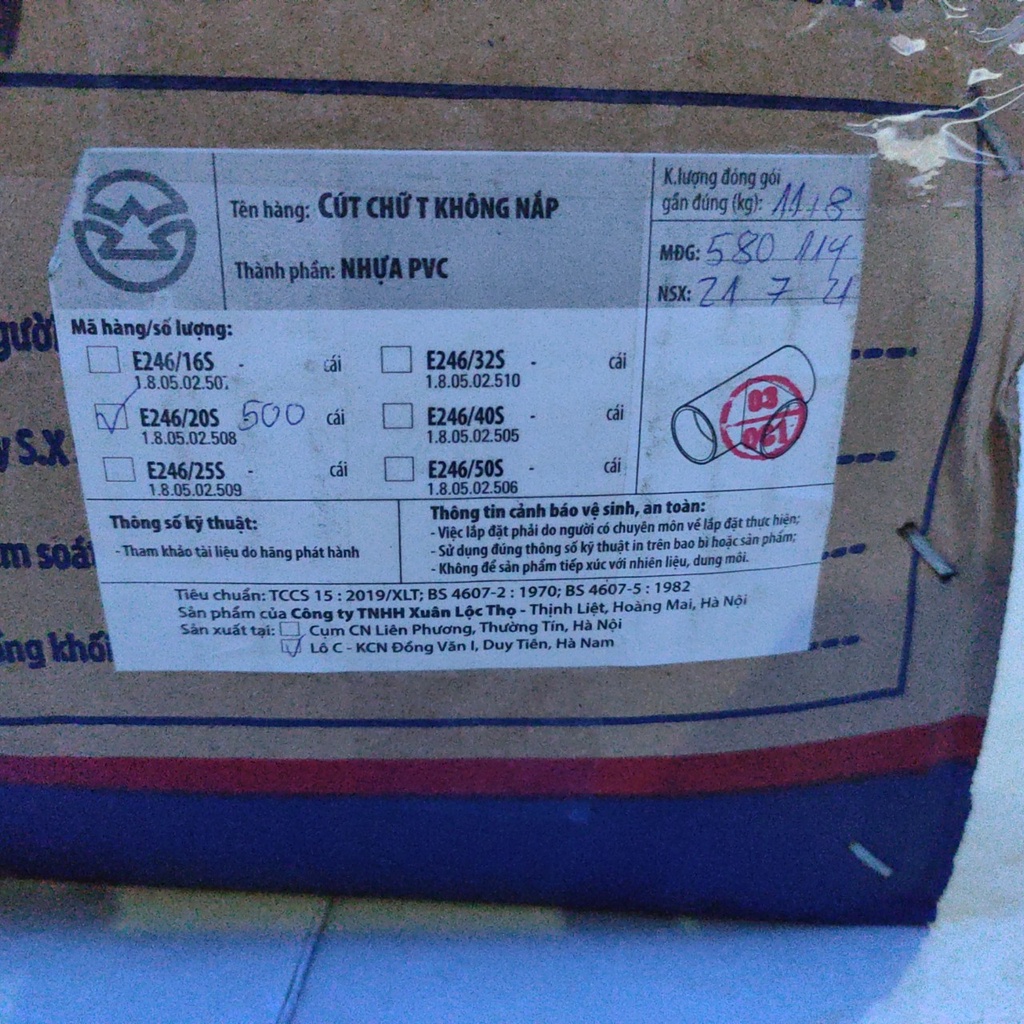 Tên hàng: CÚT CHỮ T KHÔNG NẮP
Thành phần: NHỰA PVC
K.lượng đóng gói
gần đúng (kg): 11,8
MĐG: 580 114
NSX: 21 7 21
Mã hàng/số lượng:
E246/16S - cái
1.8.05.02.507
E246/20S 500 cái
1.8.05.02.508
E246/25S - cái
1.8.05.02.509
E246/32S - cái
1.8.05.02.510
E246/40S - cái
1.8.05.02.505
E246/50S - cái
1.8.05.02.506
03
061
Thông số kỹ thuật:
- Tham khảo tài liệu do hãng phát hành
Thông tin cảnh báo vệ sinh, an toàn:
- Việc lắp đặt phải do người có chuyên môn về lắp đặt thực hiện;
- Sử dụng đúng thông số kỹ thuật in trên bao bì hoặc sản phẩm;
- Không để sản phẩm tiếp xúc với nhiên liệu, dung môi.
Tiêu chuẩn: TCCS 15 : 2019/XLT; BS 4607-2 : 1970; BS 4607-5 : 1982
Sản phẩm của Công ty TNHH Xuân Lộc Thọ - Thịnh Liệt, Hoàng Mai, Hà Nội
Sản xuất tại: Cụm CN Liên Phương, Thường Tín, Hà Nội
Lô C - KCN Đồng Văn I, Duy Tiên, Hà Nam
S.X
khối